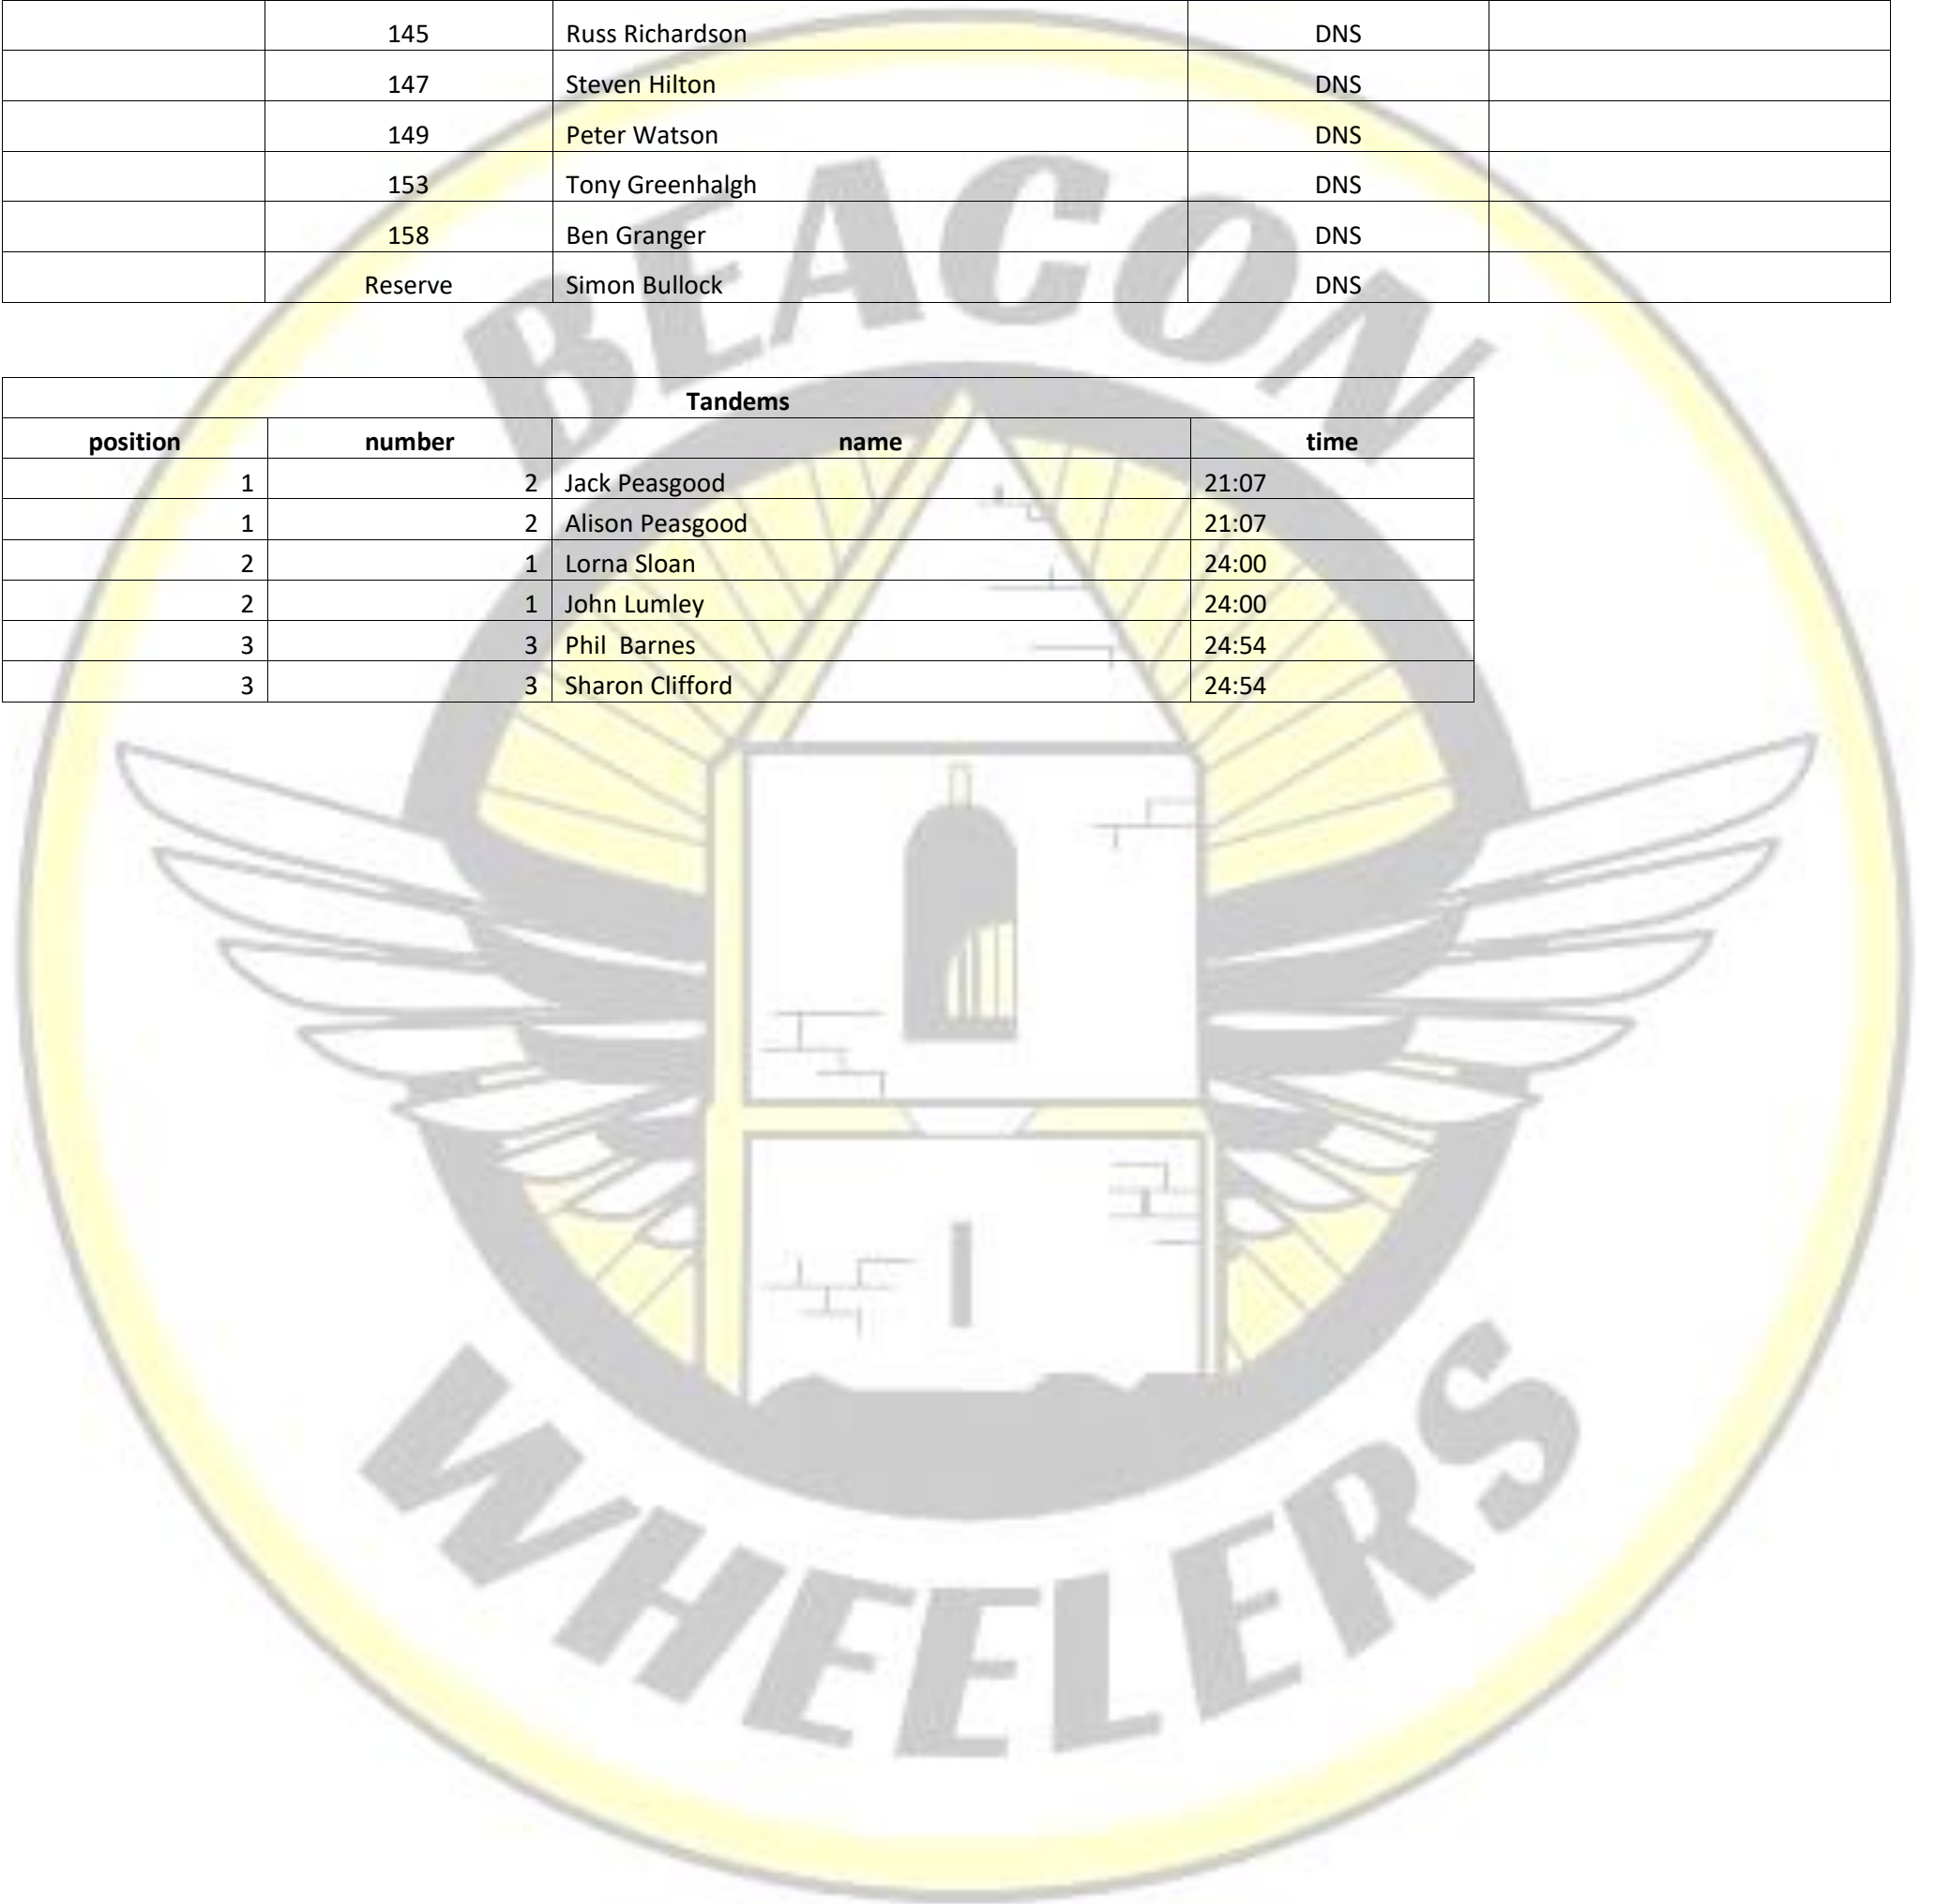 145 Russ Richardson DNS
147 Steven Hilton DNS
149 Peter Watson DNS
153 Tony Greenhalgh DNS
158 Ben Granger DNS
Reserve Simon Bullock DNS
Tandems
position number name time
1 2 Jack Peasgood 21:07
1 2 Alison Peasgood 21:07
2 1 Lorna Sloan 24:00
2 1 John Lumley 24:00
3 3 Phil  Barnes 24:54
3 3 Sharon Clifford 24:54
BEACON
WHEELERS